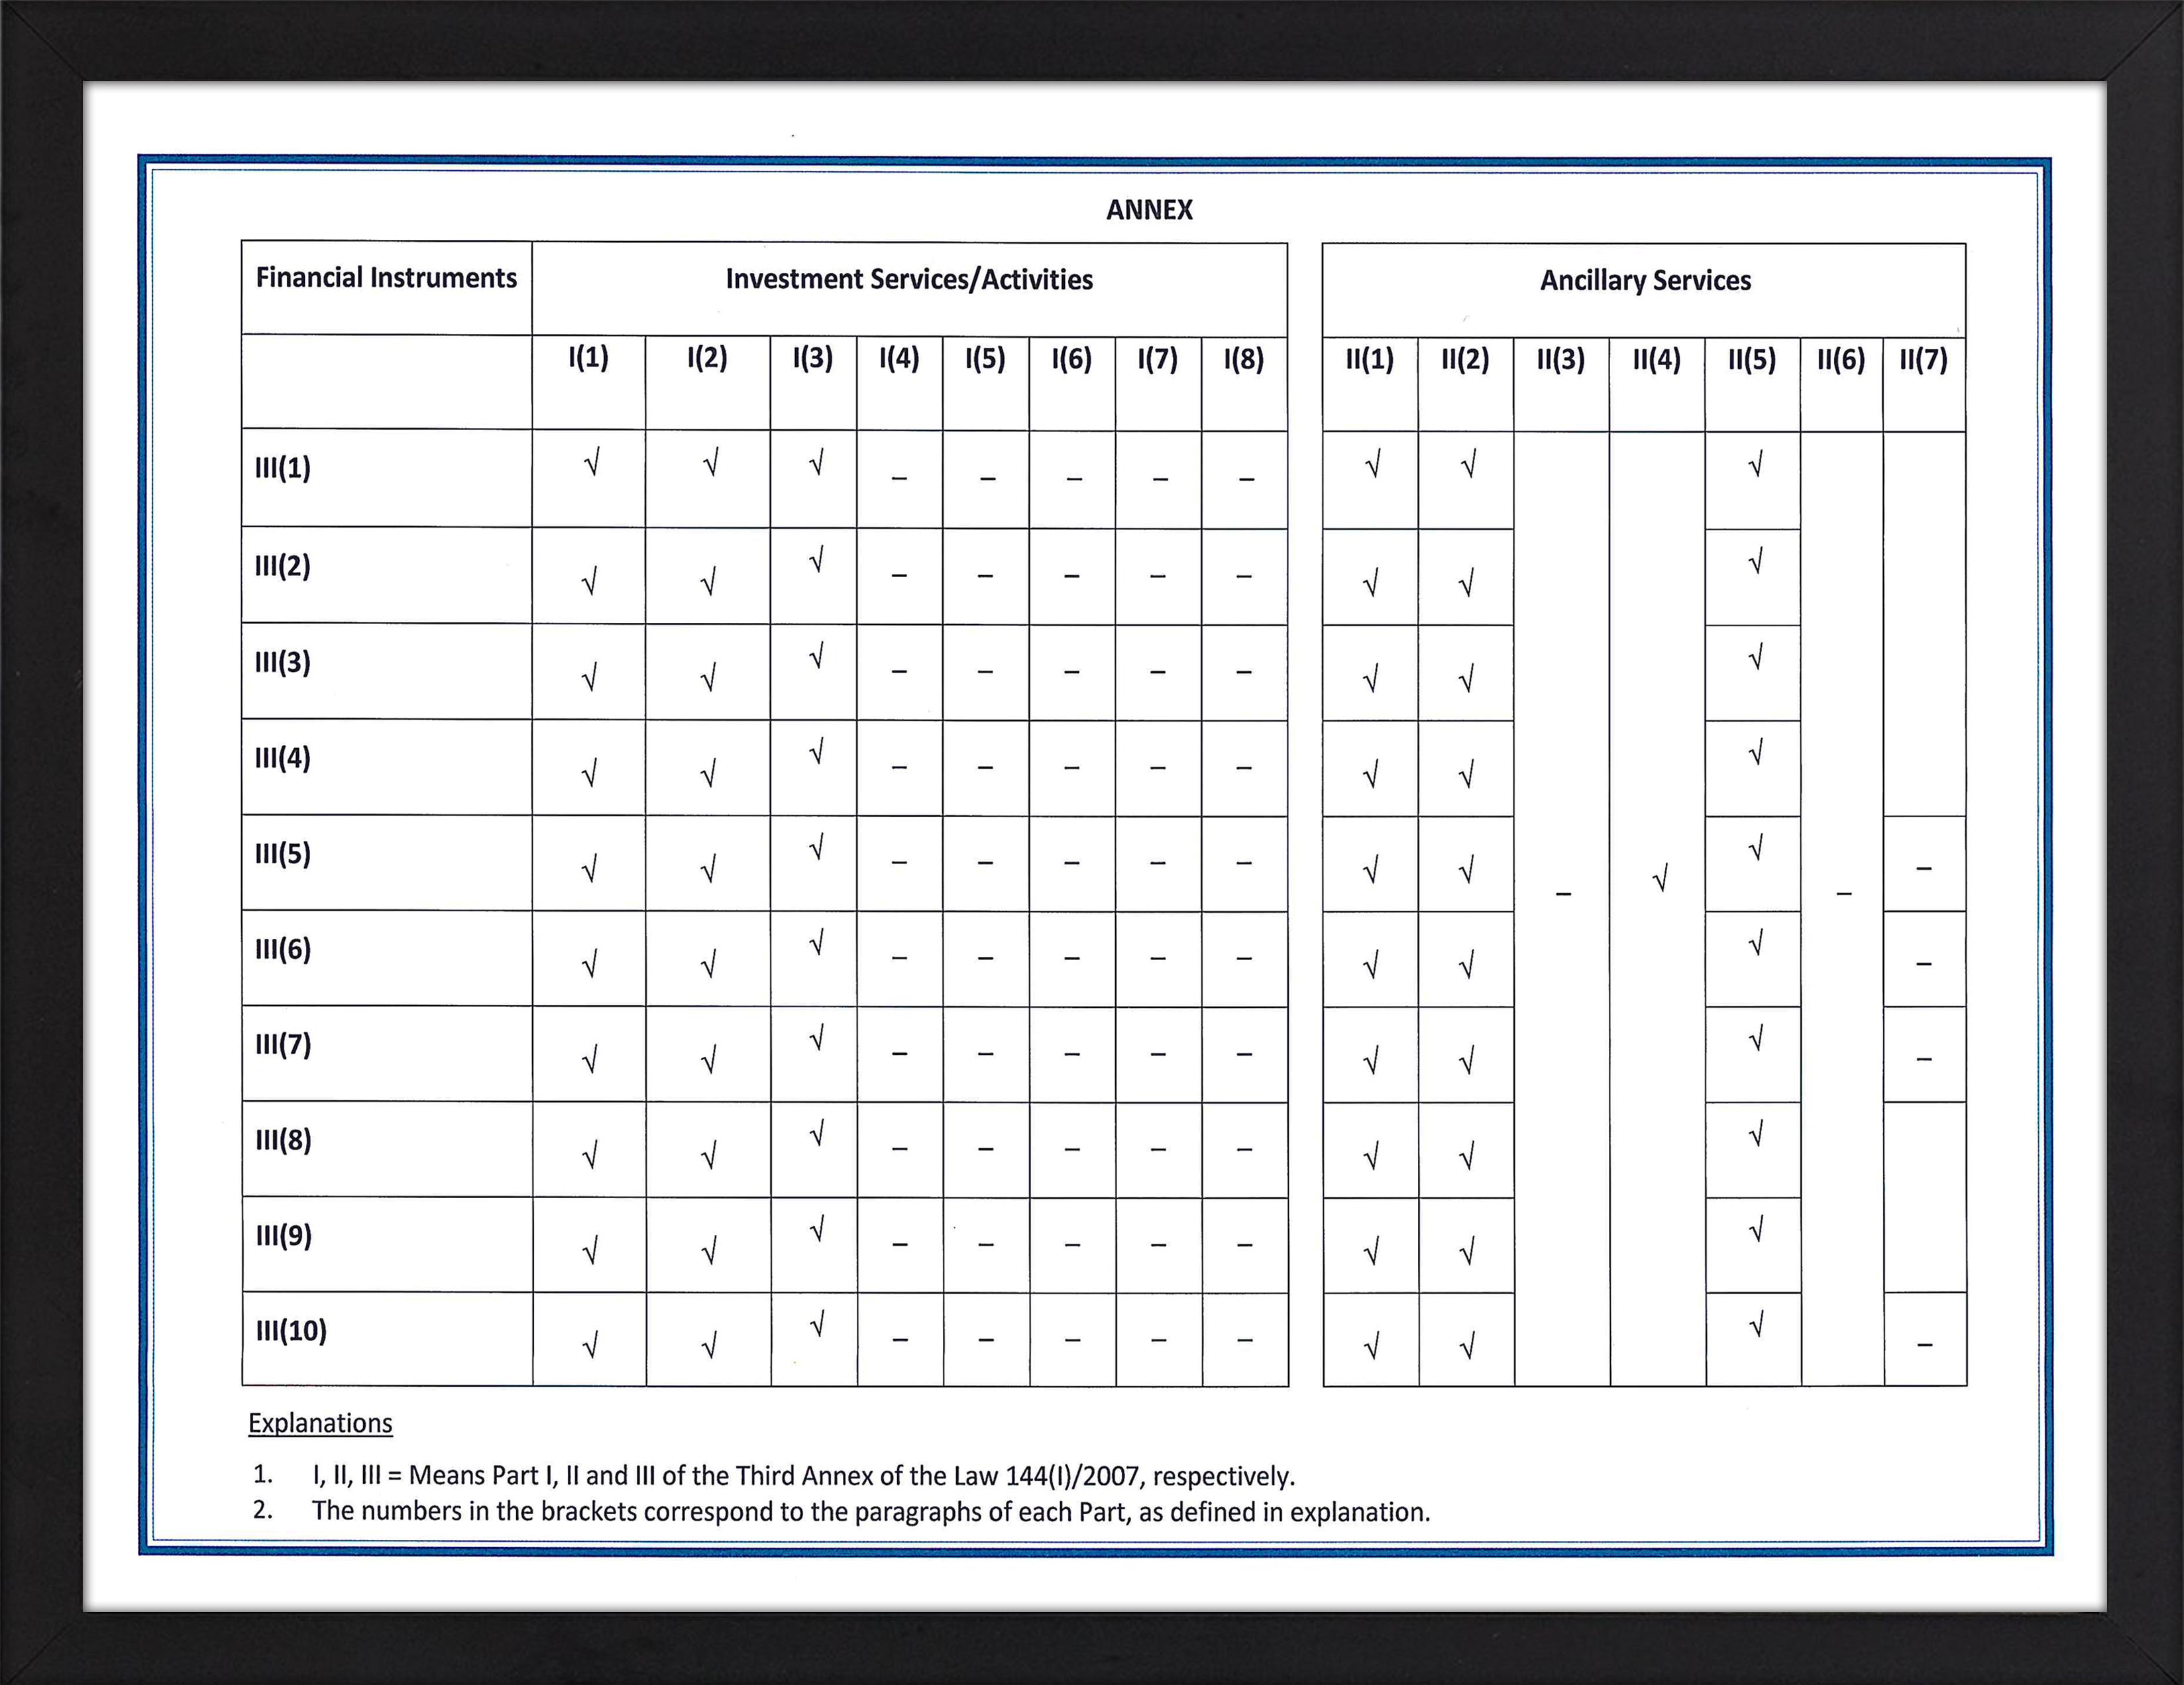 ANNEX
Financial Instruments Investment Services/Activities Ancillary Services
I(1) I(2) I(3) I(4) I(5) I(6) I(7) I(8) II(1) II(2) II(3) II(4) II(5) II(6) II(7)
III(1) √ √ √ – – – – – √ √ √
III(2) √ √ √ – – – – – √ √ √
III(3) √ √ √ – – – – – √ √ √
III(4) √ √ √ – – – – – √ √ √
III(5) √ √ √ – – – – – √ √ – √ √ – –
III(6) √ √ √ – – – – – √ √ √ –
III(7) √ √ √ – – – – – √ √ √ –
III(8) √ √ √ – – – – – √ √ √
III(9) √ √ √ – – – – – √ √ √
III(10) √ √ √ – – – – – √ √ √ –
Explanations
1. I, II, III = Means Part I, II and III of the Third Annex of the Law 144(I)/2007, respectively.
2. The numbers in the brackets correspond to the paragraphs of each Part, as defined in explanation.